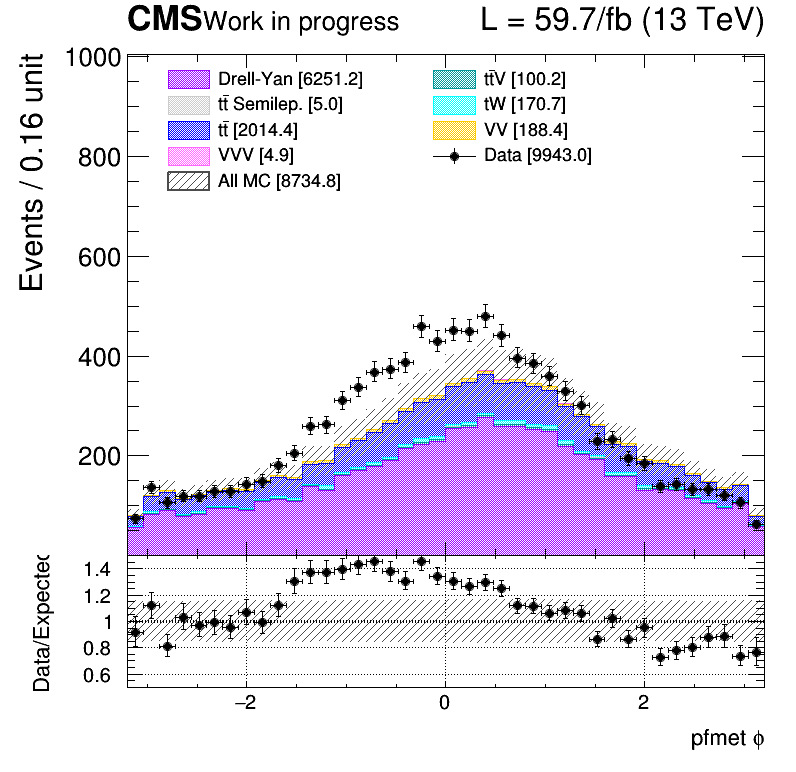 CMS Work in progress L = 59.7/fb (13 TeV)
Events / 0.16 unit
1000
800
600
400
200
Drell-Yan [6251.2]
tt̄ Semilep. [5.0]
tt̄ [2014.4]
VVV [4.9]
All MC [8734.8]
tt̄V [100.2]
tW [170.7]
VV [188.4]
Data [9943.0]
Data/Expected
1.4
1.2
1
0.8
0.6
−2 0 2
pfmet ϕ